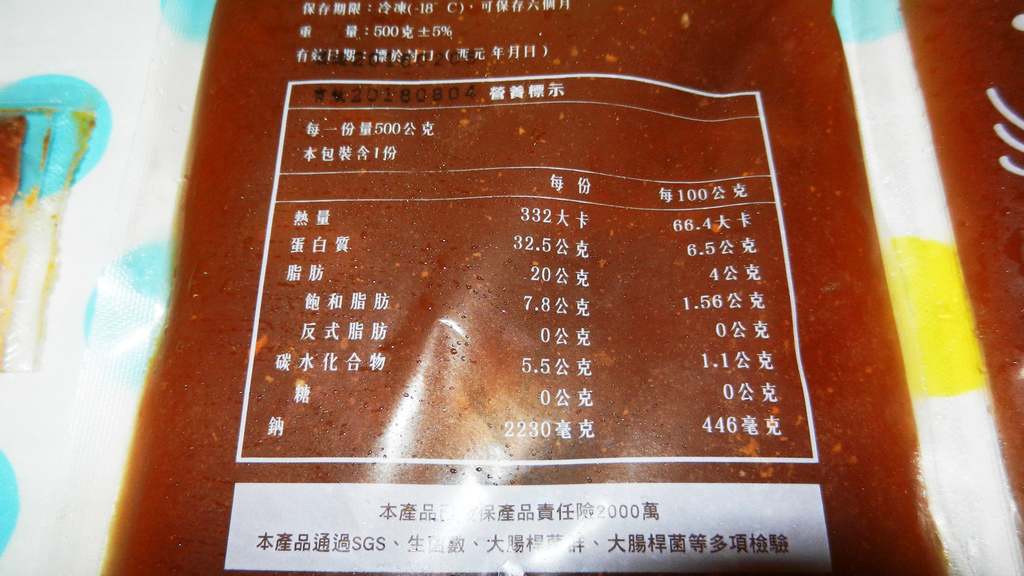 保存期限：冷凍(-18°C)，可保存六個月
重　　量：500克±5%
有效日期：標於封口（西元 年月日）
20180804 營養標示
每一份量500公克
本包裝含1份
每份 每100公克
熱量 332大卡 66.4大卡
蛋白質 32.5公克 6.5公克
脂肪 20公克 4公克
飽和脂肪 7.8公克 1.56公克
反式脂肪 0公克 0公克
碳水化合物 5.5公克 1.1公克
糖 0公克 0公克
鈉 2230毫克 446毫克
本產品已保產品責任險2000萬
本產品通過SGS、生菌數、大腸桿菌群、大腸桿菌等多項檢驗